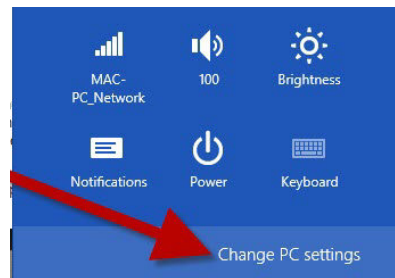 MAC-
PC_Network
100
Brightness
Notifications
Power
Keyboard
Change PC settings